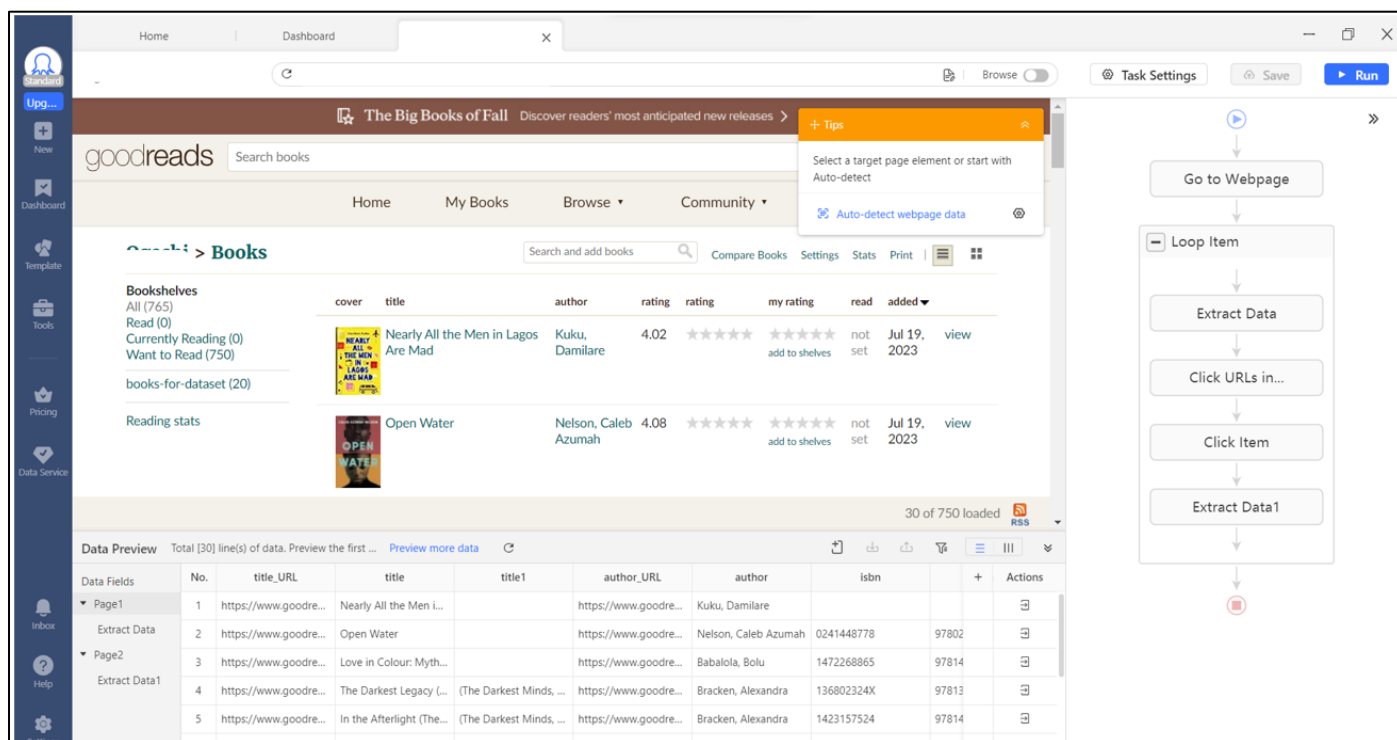 Home
Dashboard
Standard
Upg...
New
Dashboard
Template
Tools
Pricing
Data Service
Inbox
Help
Browse
Task Settings
Save
Run
The Big Books of Fall Discover readers' most anticipated new releases
goodreads
Search books
Home My Books Browse Community
Tips
Select a target page element or start with
Auto-detect
Auto-detect webpage data
> Books
Search and add books
Compare Books Settings Stats Print
Bookshelves
All (765)
Read (0)
Currently Reading (0)
Want to Read (750)
books-for-dataset (20)
Reading stats
cover title author rating rating my rating read added
NEARLY
ALL
THE MEN
IN
LAGOS
ARE MAD
Nearly All the Men in Lagos
Are Mad
Kuku,
Damilare
4.02
add to shelves
not
set
Jul 19,
2023
view
OPEN
WATER
Open Water
Nelson, Caleb
Azumah
4.08
add to shelves
not
set
Jul 19,
2023
view
30 of 750 loaded
RSS
Go to Webpage
Loop Item
Extract Data
Click URLs in...
Click Item
Extract Data1
Data Preview Total [30] line(s) of data. Preview the first ... Preview more data
Data Fields
Page1
Extract Data
Page2
Extract Data1
No. title_URL title title1 author_URL author isbn + Actions
1 https://www.goodre... Nearly All the Men i... https://www.goodre... Kuku, Damilare
2 https://www.goodre... Open Water https://www.goodre... Nelson, Caleb Azumah 0241448778 97802
3 https://www.goodre... Love in Colour: Myth... https://www.goodre... Babalola, Bolu 1472268865 97814
4 https://www.goodre... The Darkest Legacy (... (The Darkest Minds, ... https://www.goodre... Bracken, Alexandra 136802324X 97813
5 https://www.goodre... In the Afterlight (The... (The Darkest Minds, ... https://www.goodre... Bracken, Alexandra 1423157524 97814